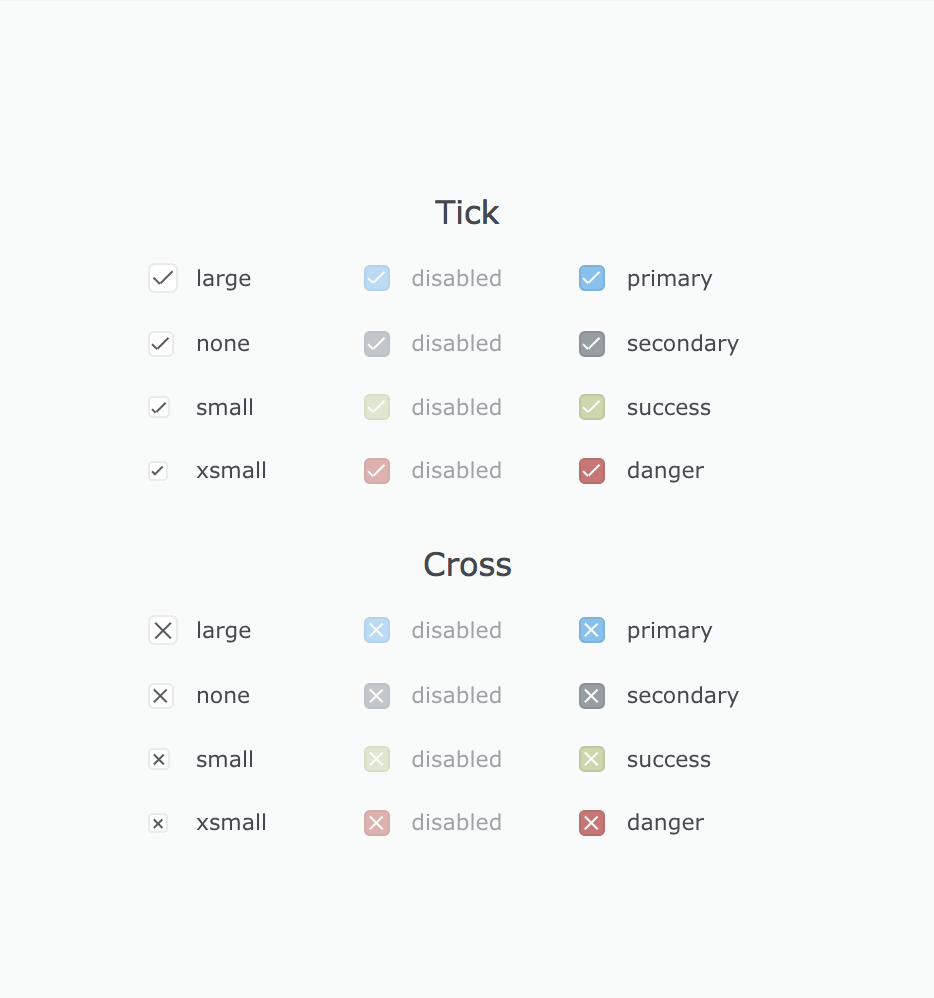 Tick
large disabled primary
none disabled secondary
small disabled success
xsmall disabled danger
Cross
large disabled primary
none disabled secondary
small disabled success
xsmall disabled danger